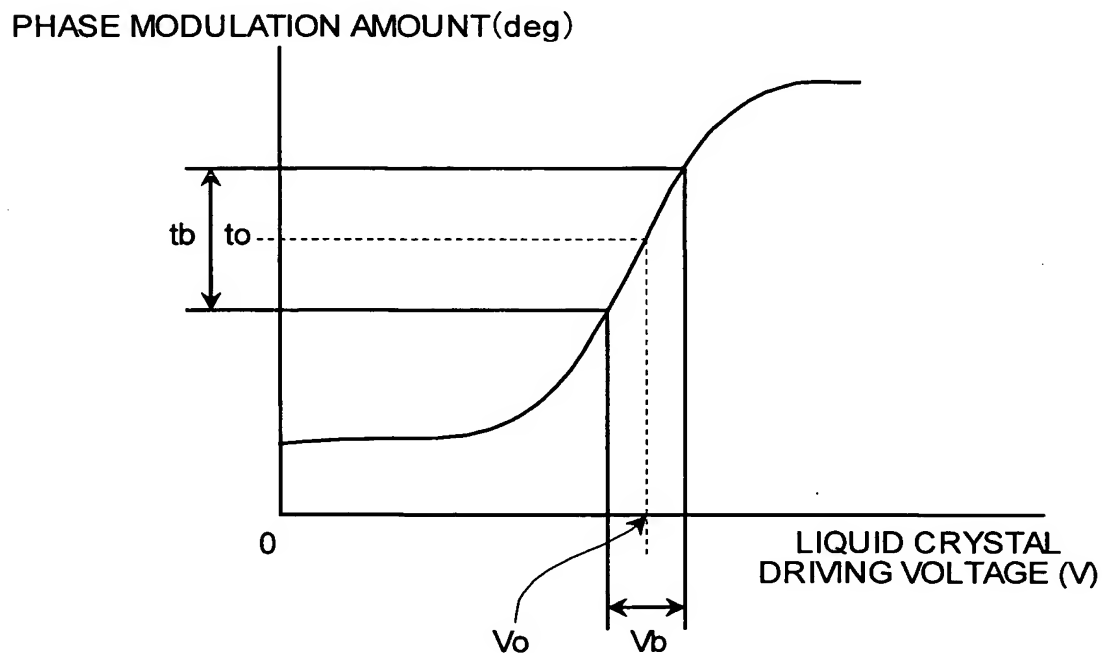 PHASE MODULATION AMOUNT(deg)
tb
to
0
LIQUID CRYSTAL
DRIVING VOLTAGE (V)
Vo
Vb